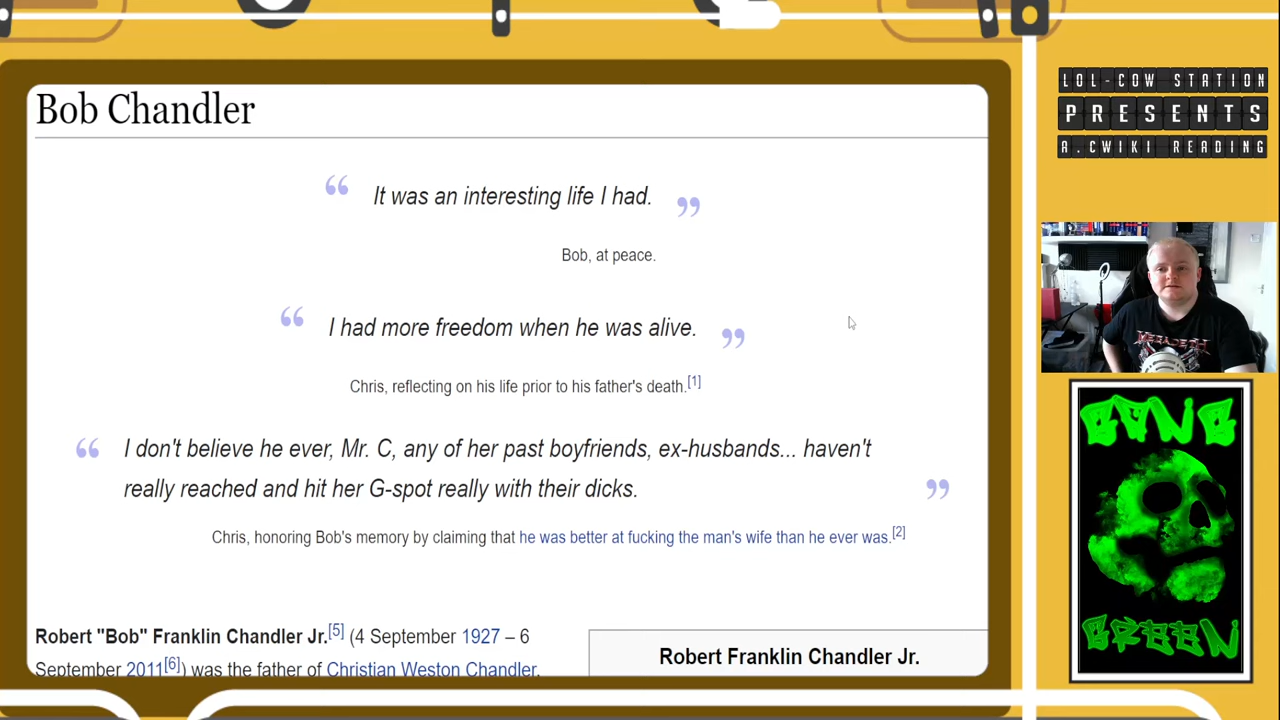 Bob Chandler
“ It was an interesting life I had. ”
Bob, at peace.
“ I had more freedom when he was alive. ”
Chris, reflecting on his life prior to his father's death.[1]
“ I don't believe he ever, Mr. C, any of her past boyfriends, ex-husbands... haven't
really reached and hit her G-spot really with their dicks. ”
Chris, honoring Bob's memory by claiming that he was better at fucking the man's wife than he ever was.[2]
Robert "Bob" Franklin Chandler Jr.[5] (4 September 1927 – 6
September 2011[6]) was the father of Christian Weston Chandler.
Robert Franklin Chandler Jr.
LOL-COW STATION
PRESENTS
A.CWIKI READING
MEGADETH
GANG
GREEN